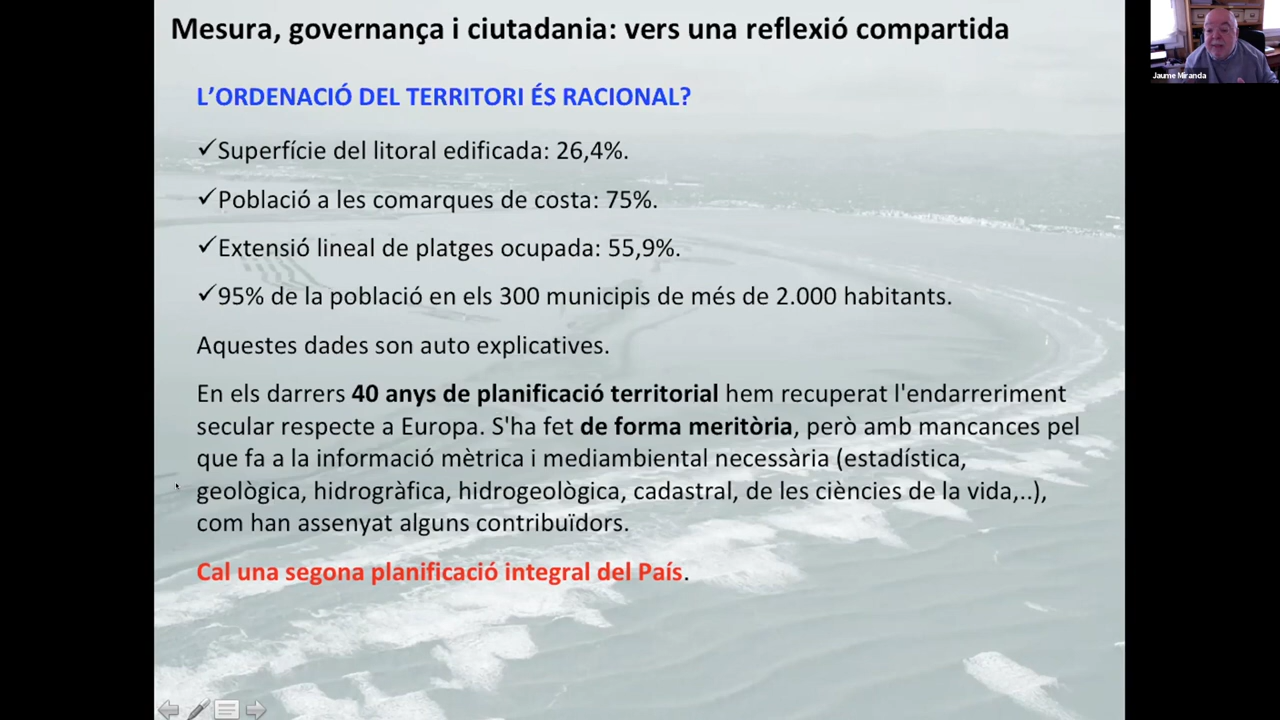 Mesura, governança i ciutadania: vers una reflexió compartida
Jaume Miranda
L'ORDENACIÓ DEL TERRITORI ÉS RACIONAL?
✓Superfície del litoral edificada: 26,4%.
✓Població a les comarques de costa: 75%.
✓Extensió lineal de platges ocupada: 55,9%.
✓95% de la població en els 300 municipis de més de 2.000 habitants.
Aquestes dades son auto explicatives.
En els darrers 40 anys de planificació territorial hem recuperat l'endarreriment
secular respecte a Europa. S'ha fet de forma meritòria, però amb mancances pel
que fa a la informació mètrica i mediambiental necessària (estadística,
geològica, hidrogràfica, hidrogeològica, cadastral, de les ciències de la vida,..),
com han assenyat alguns contribuïdors.
Cal una segona planificació integral del País.